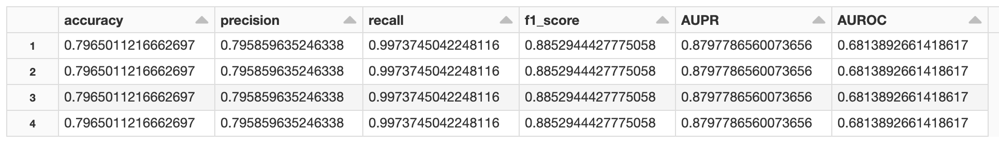 accuracy precision recall f1_score AUPR AUROC
1 0.7965011216662697 0.795859635246338 0.9973745042248116 0.8852944427775058 0.8797786560073656 0.6813892661418617
2 0.7965011216662697 0.795859635246338 0.9973745042248116 0.8852944427775058 0.8797786560073656 0.6813892661418617
3 0.7965011216662697 0.795859635246338 0.9973745042248116 0.8852944427775058 0.8797786560073656 0.6813892661418617
4 0.7965011216662697 0.795859635246338 0.9973745042248116 0.8852944427775058 0.8797786560073656 0.6813892661418617